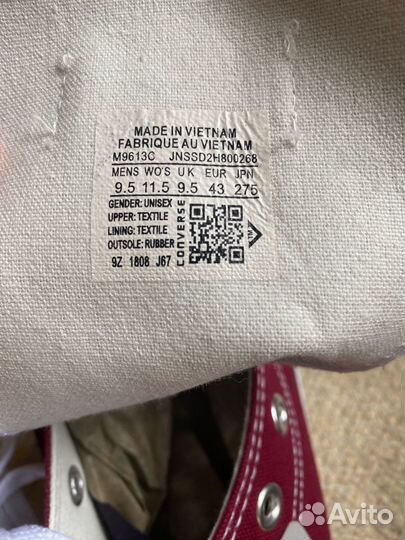 MADE IN VIETNAM
FABRIQUE AU VIETNAM
M9613C JNSSD2H800268
MENS WO'S UK EUR JPN
9.5 11.5 9.5 43 275
GENDER: UNISEX
UPPER: TEXTILE
LINING: TEXTILE
OUTSOLE: RUBBER
9Z 1808 J67
CONVERSE
TM
Avito